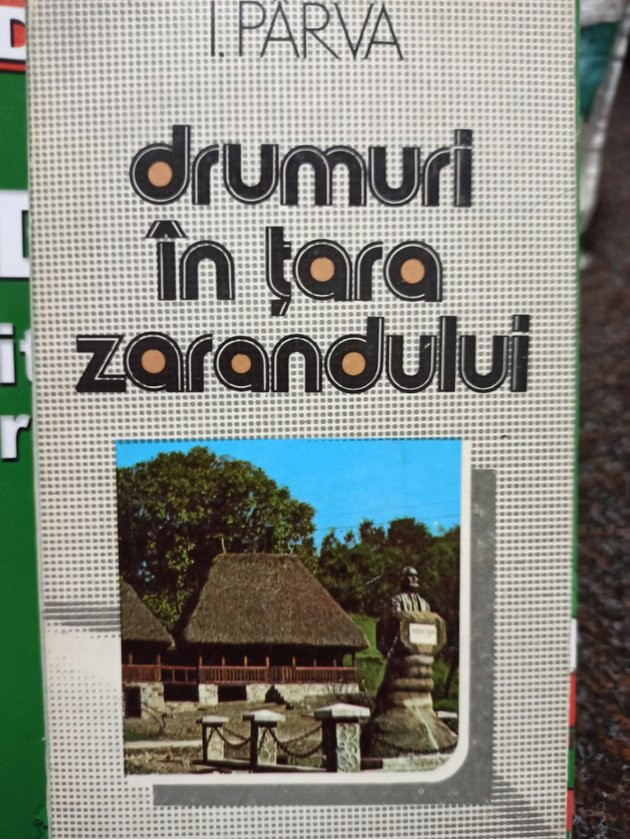 I. PÂRVA
drumuri
în țara
zarandului